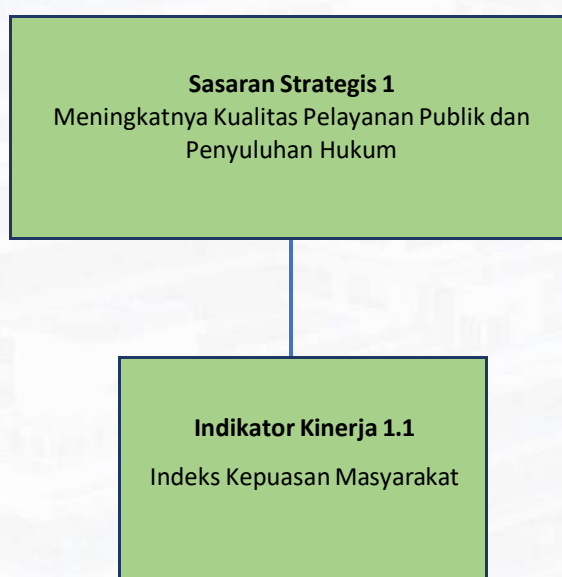 Sasaran Strategis 1
Meningkatnya Kualitas Pelayanan Publik dan
Penyuluhan Hukum
Indikator Kinerja 1.1
Indeks Kepuasan Masyarakat